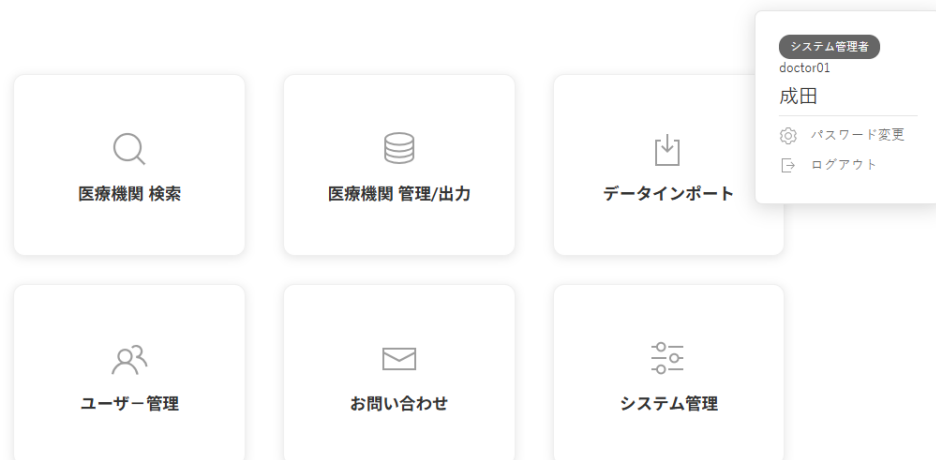 システム管理者
doctor01
成田
パスワード変更
ログアウト
医療機関 検索
医療機関 管理/出力
データインポート
ユーザー管理
お問い合わせ
システム管理